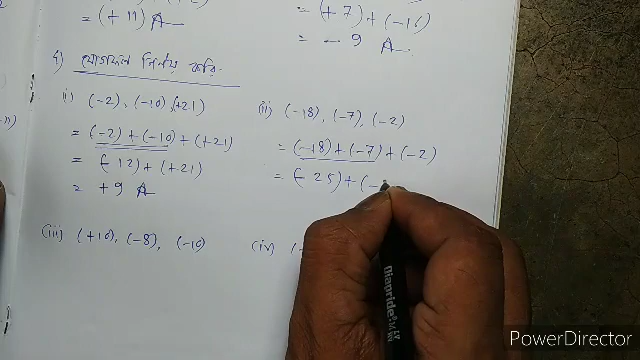 = (+11) A
= (+7) + (-16)
= - 9 A
4) যোগফল নির্ণয় করি-
i) (-2), (-10), (+21)
= (-2) + (-10) + (+21)
= (- 12) + (+21)
= +9 A
(ii) (-18), (-7), (-2)
= (-18) + (-7) + (-2)
= (- 25) + (-
(iii) (+10), (-8), (-10)
(iv) (-
Diapride
PowerDirector